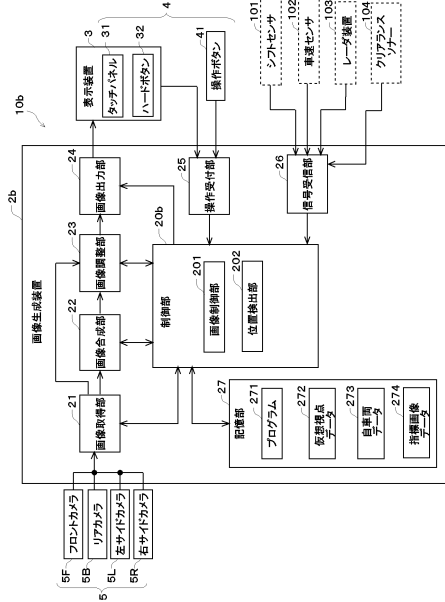 10b
2b
画像生成装置
5
5F
フロントカメラ
5B
リアカメラ
5L
左サイドカメラ
5R
右サイドカメラ
21
画像取得部
22
画像合成部
23
画像調整部
24
画像出力部
3
表示装置
31
タッチパネル
32
ハードボタン
4
41
操作ボタン
25
操作受付部
20b
制御部
201
画像制御部
202
位置検出部
26
信号受信部
101
シフトセンサ
102
車速センサ
103
レーダ装置
104
クリアランス
ソナー
27
記憶部
271
プログラム
272
仮想視点
データ
273
自車両
データ
274
指標画像
データ